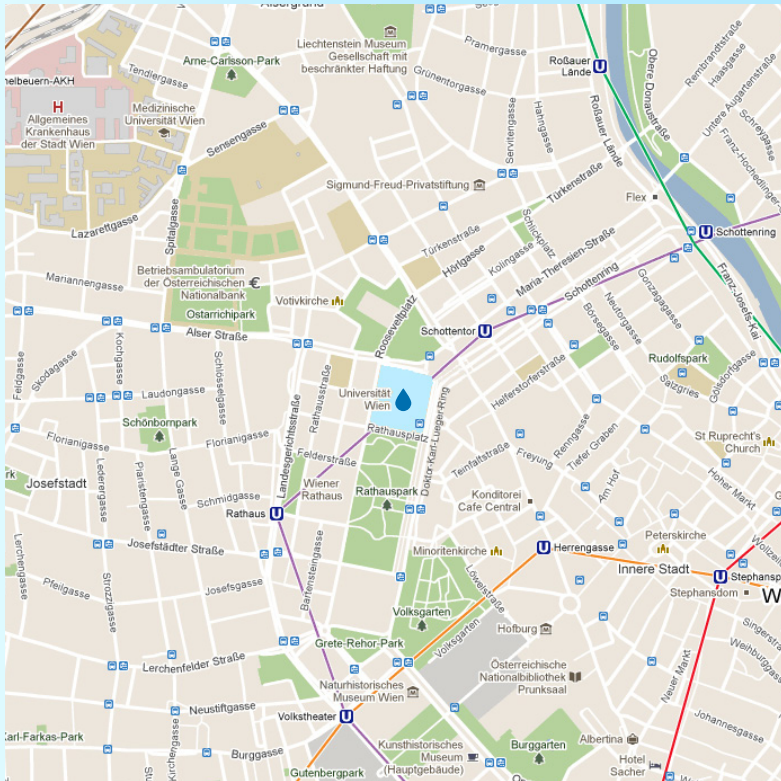 Alsergrund
Liechtenstein Museum
Gesellschaft mit
beschränkter Haftung
Pramergasse
Arne-Carlsson-Park
Tendlergasse
Grünentorgasse
Roßauer
Lände
Obere Donaustraße
Rembrandtstraße
Haasgasse
Untere Augartenstraße
Schreygasse
Franz-Hochedlinger-
melbeuern-AKH
H
Allgemeines
Krankenhaus
der Stadt Wien
Medizinische
Universität Wien
Sensengasse
Servitengasse
Hahngasse
Roßauer Lände
Sigmund-Freud-Privatstiftung
Türkenstraße
Flex
Lazarettgasse
Spitalgasse
Türkenstraße
Hörlgasse
Schlickplatz
Kolingasse
Maria-Theresien-Straße
Schottenring
Schottenring
Franz-Josefs-Kai
Mariannengasse
Betriebsambulatorium
der Österreichischen
Nationalbank
Votivkirche
Ostarrichipark
Rooseveltplatz
Schottentor
Gonzagagasse
Neutorgasse
Börsegasse
Rudolfspark
Alser Straße
Feldgasse
Skodagasse
Kochgasse
Schlösselgasse
Laudongasse
Rathausstraße
Landesgerichtsstraße
Universität
Wien
Doktor-Karl-Lueger-Ring
Helferstorferstraße
Salzgries
Gölsdorfgasse
Schönbornpark
Florianigasse
Florianigasse
Lange Gasse
Rathausplatz
Renngasse
Tiefer Graben
Freyung
Teinfaltstraße
St Ruprecht's
Church
Josefstadt
Lederergasse
Pliaristengasse
Schmidgasse
Felderstraße
Wiener
Rathaus
Rathauspark
Rathaus
Konditorei
Cafe Central
Am Hof
Hoher Markt
rk
Lerchengasse
Josefstädter Straße
Minoritenkirche
Herrengasse
Peterskirche
Wollzeile
Innere Stadt
Stephansp
Stephansdom
W
Pfeilgasse
Strozzigasse
Josefsgasse
Bartensteingasse
Löwelstraße
Volksgarten
Volksgarten
Hofburg
Singerstraß
Weihburggasse
Lerchenfelder Straße
Grete-Rehor-Park
Österreichische
Nationalbibliothek
Prunksaal
Neuer Markt
Naturhistorisches
Museum Wien
Neustiftgasse
Volkstheater
Johannesgasse
Karl-Farkas-Park
Kirchengasse
Burggasse
Gutenbergpark
Kunsthistorisches
Museum
(Hauptgebäude)
Burggarten
Albertina
Hotel
Sacher